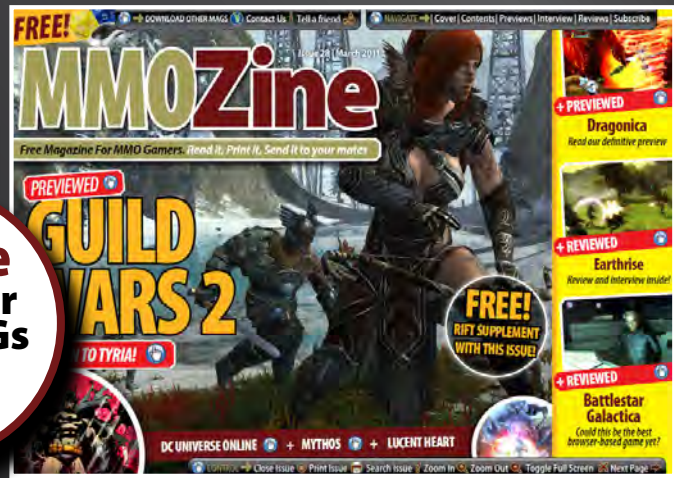 FREE!
DOWNLOAD OTHER MAGS Contact Us Tell a friend
NAVIGATE | Cover | Contents | Previews | Interview | Reviews | Subscribe
Issue 28 | March 2011
MMOZine
Free Magazine For MMO Gamers. Read it, Print it, Send it to your mates
PREVIEWED
GUILD
WARS 2
TO TYRIA!
FREE!
RIFT SUPPLEMENT
WITH THIS ISSUE!
DC UNIVERSE ONLINE + MYTHOS + LUCENT HEART
+ PREVIEWED
Dragonica
Read our definitive preview
+ REVIEWED
Earthrise
Review and interview inside!
+ REVIEWED
Battlestar
Galactica
Could this be the best
browser-based game yet?
CONTROL Close Issue Print Issue Search Issue Zoom In Zoom Out Toggle Full Screen Next Page